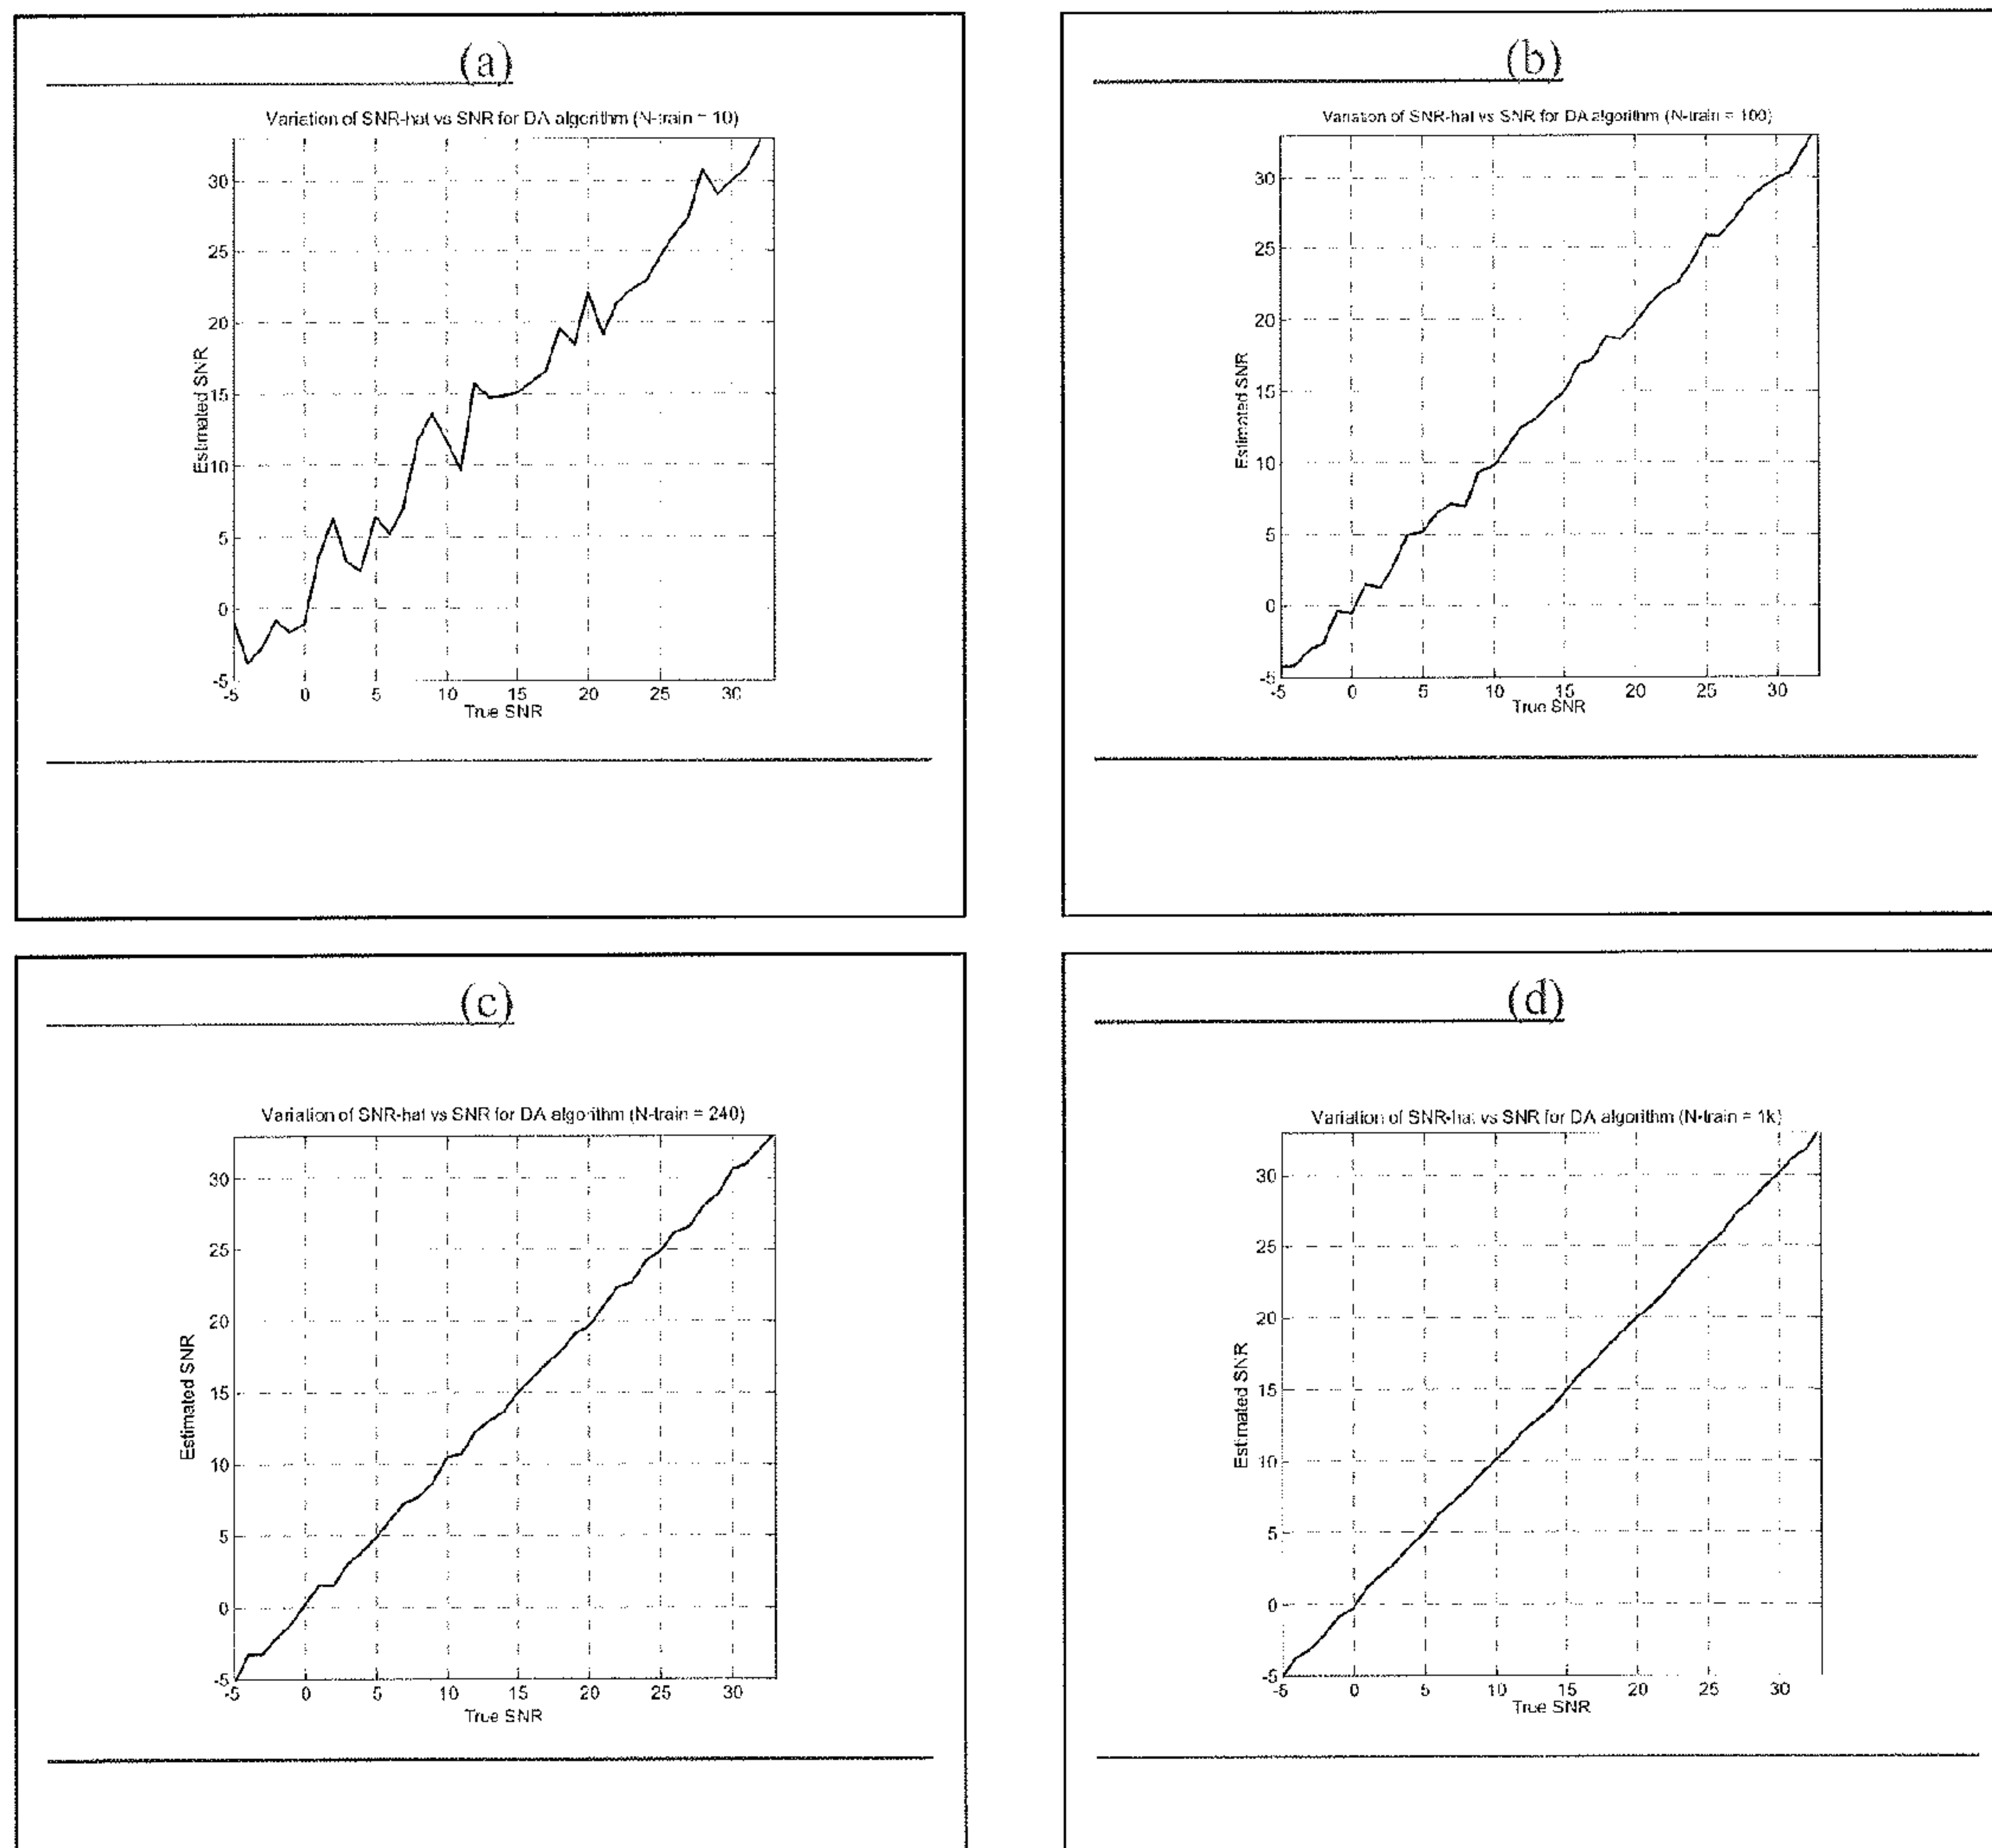 (a)
Variation of SNR-hat vs SNR for DA algorithm (N-train = 10)
30
25
20
15
10
5
0
-5
Estimated SNR
-5 0 5 10 15 20 25 30
True SNR
(b)
Variation of SNR-hat vs SNR for DA algorithm (N-train = 100)
30
25
20
15
10
5
0
-5
Estimated SNR
-5 0 5 10 15 20 25 30
True SNR
(c)
Variation of SNR-hat vs SNR for DA algorithm (N-train = 240)
30
25
20
15
10
5
0
-5
Estimated SNR
-5 0 5 10 15 20 25 30
True SNR
(d)
Variation of SNR-hat vs SNR for DA algorithm (N-train = 1k)
30
25
20
15
10
5
0
-5
Estimated SNR
-5 0 5 10 15 20 25 30
True SNR